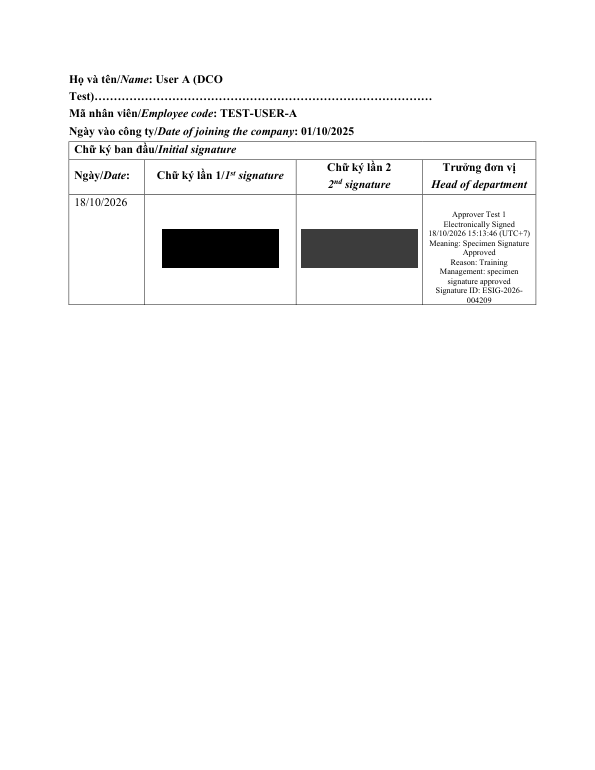 Họ và tên/Name: User A (DCO
Test)……………………………………………………………………………
Mã nhân viên/Employee code: TEST-USER-A
Ngày vào công ty/Date of joining the company: 01/10/2025
Chữ ký ban đầu/Initial signature
Ngày/Date:
Chữ ký lần 1/1st signature
Chữ ký lần 2
2nd signature
Trưởng đơn vị
Head of department
18/10/2026
Approver Test 1
Electronically Signed
18/10/2026 15:13:46 (UTC+7)
Meaning: Specimen Signature
Approved
Reason: Training
Management: specimen
signature approved
Signature ID: ESIG-2026-
004209